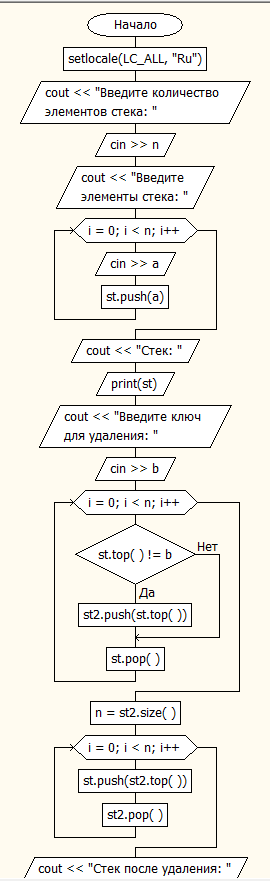 Начало
setlocale(LC_ALL, "Ru")
cout << "Введите количество
элементов стека: "
cin >> n
cout << "Введите
элементы стека: "
i = 0; i < n; i++
cin >> a
st.push(a)
cout << "Стек: "
print(st)
cout << "Введите ключ
для удаления: "
cin >> b
i = 0; i < n; i++
st.top( ) != b
Нет
Да
st2.push(st.top( ))
st.pop( )
n = st2.size( )
i = 0; i < n; i++
st.push(st2.top( ))
st2.pop( )
cout << "Стек после удаления: "